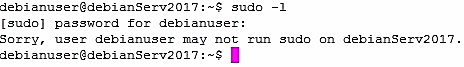 debianuser@debianServ2017:~$ sudo -l
[sudo] password for debianuser:
Sorry, user debianuser may not run sudo on debianServ2017.
debianuser@debianServ2017:~$